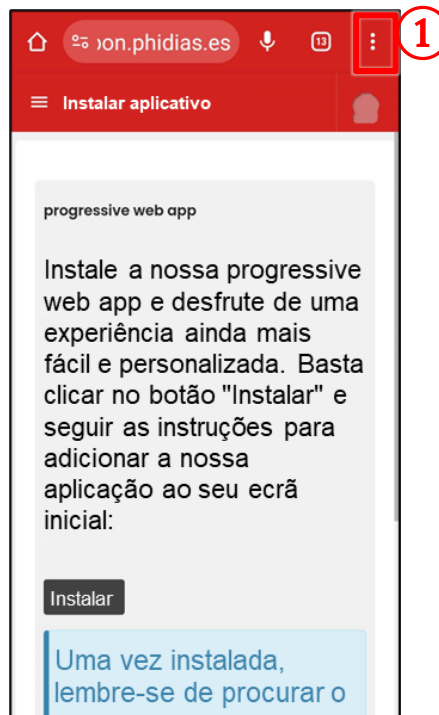 on.phidias.es
13
1
Instalar aplicativo
progressive web app
Instale a nossa progressive
web app e desfrute de uma
experiência ainda mais
fácil e personalizada. Basta
clicar no botão "Instalar" e
seguir as instruções para
adicionar a nossa
aplicação ao seu ecrã
inicial:
Instalar
Uma vez instalada,
lembre-se de procurar o